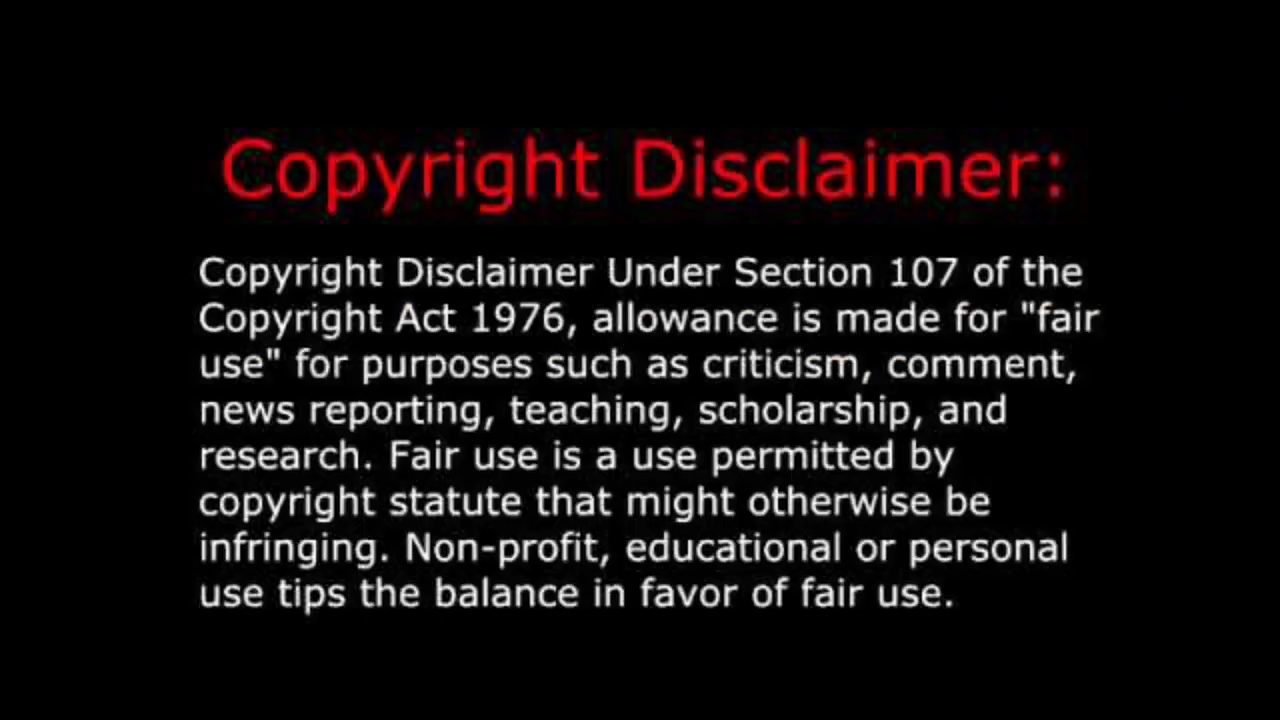 Copyright Disclaimer:
Copyright Disclaimer Under Section 107 of the
Copyright Act 1976, allowance is made for "fair
use" for purposes such as criticism, comment,
news reporting, teaching, scholarship, and
research. Fair use is a use permitted by
copyright statute that might otherwise be
infringing. Non-profit, educational or personal
use tips the balance in favor of fair use.